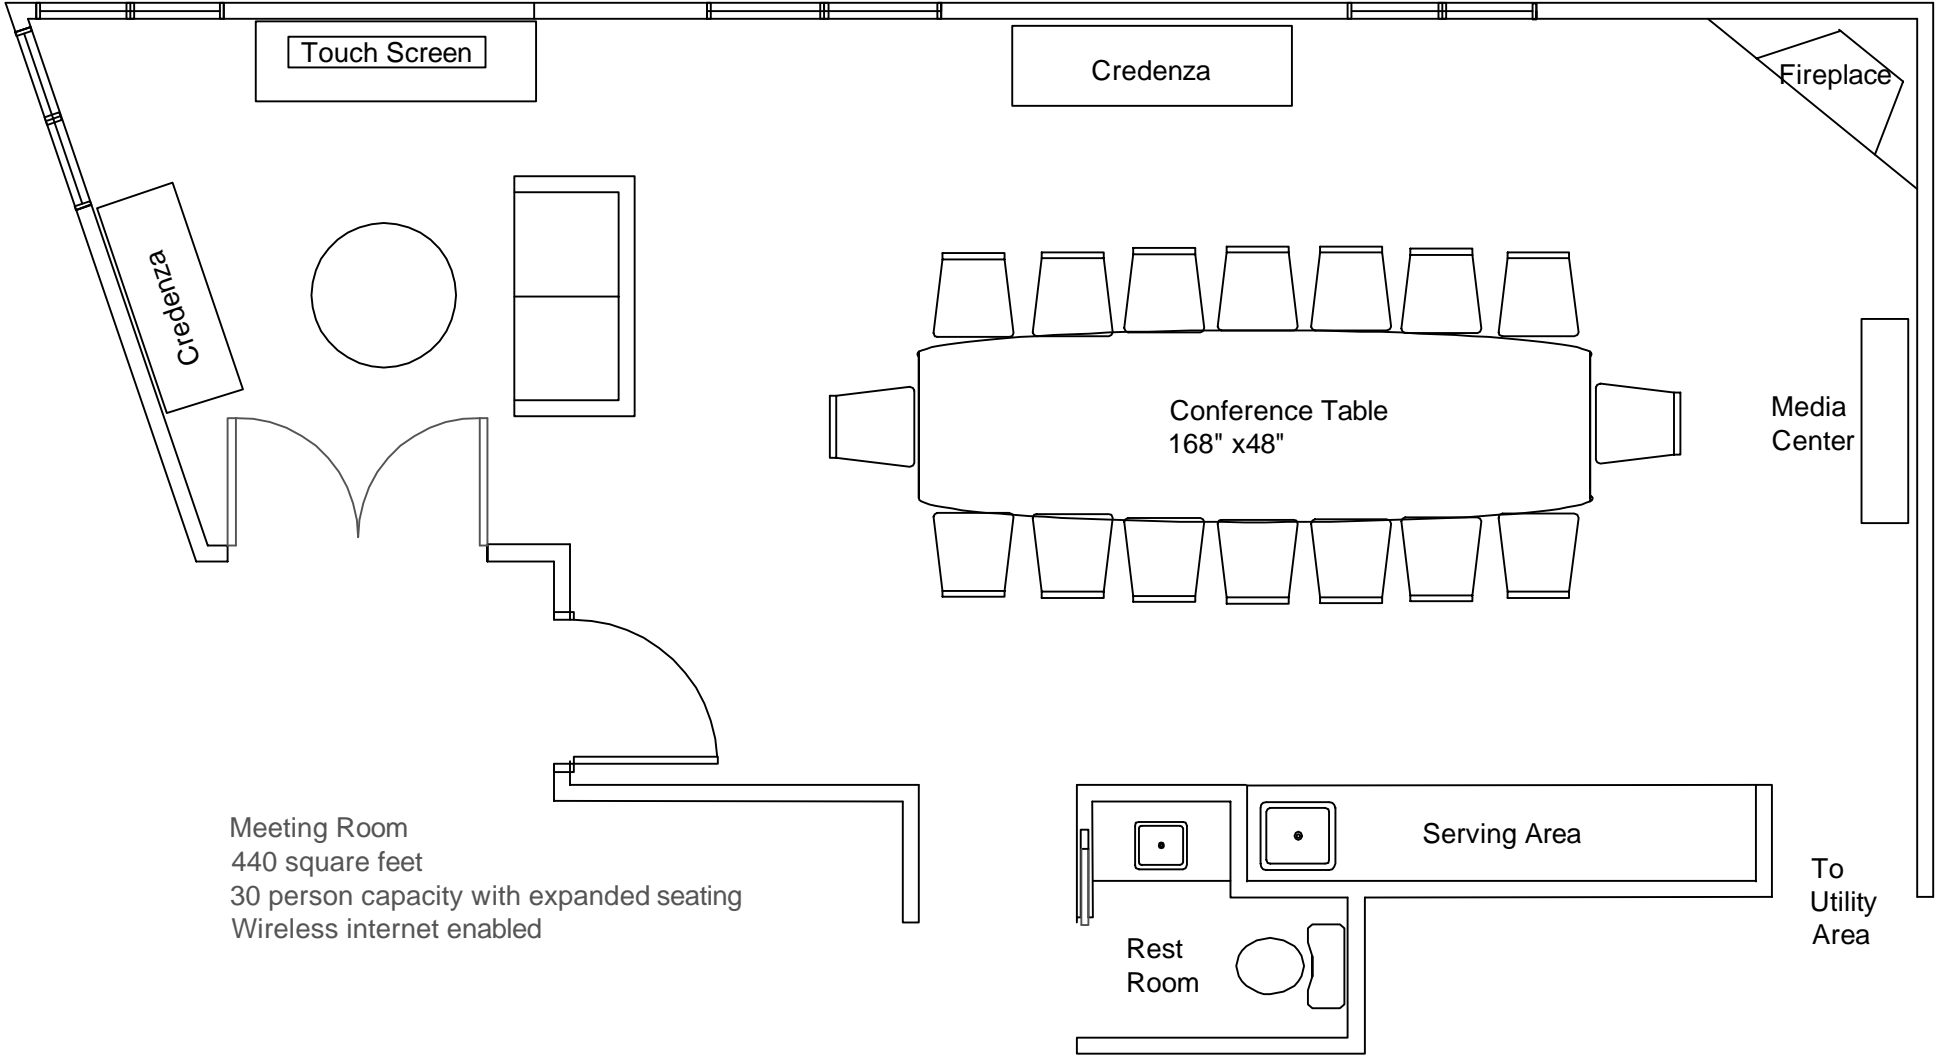 Touch Screen
Credenza
Fireplace
Credenza
Conference Table
168" x48"
Media
Center
Meeting Room
440 square feet
30 person capacity with expanded seating
Wireless internet enabled
Serving Area
To
Utility
Area
Rest
Room